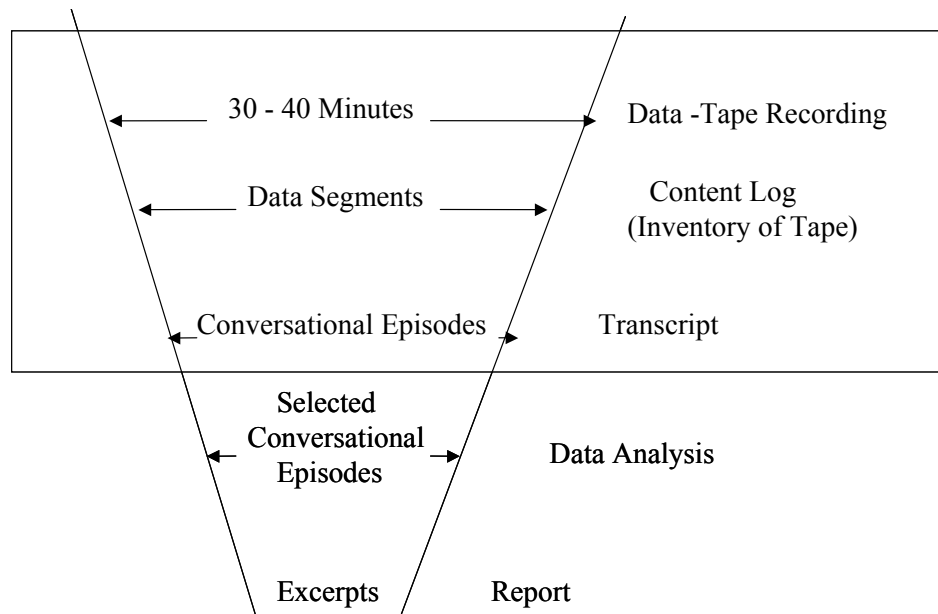 30 - 40 Minutes
Data -Tape Recording
Data Segments
Content Log
(Inventory of Tape)
Conversational Episodes
Transcript
Selected
Conversational
Episodes
Data Analysis
Excerpts
Report